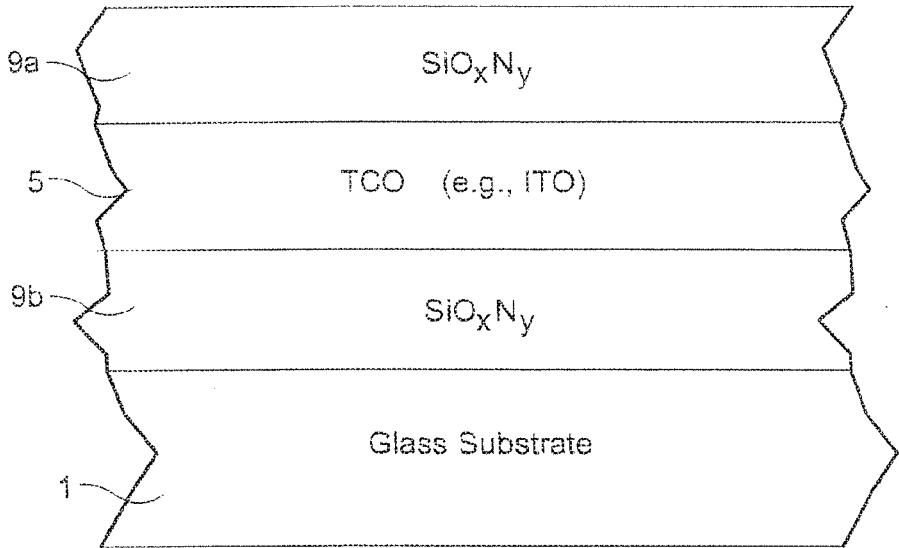 9a SiOxNy
5 TCO (e.g., ITO)
9b SiOxNy
Glass Substrate
1